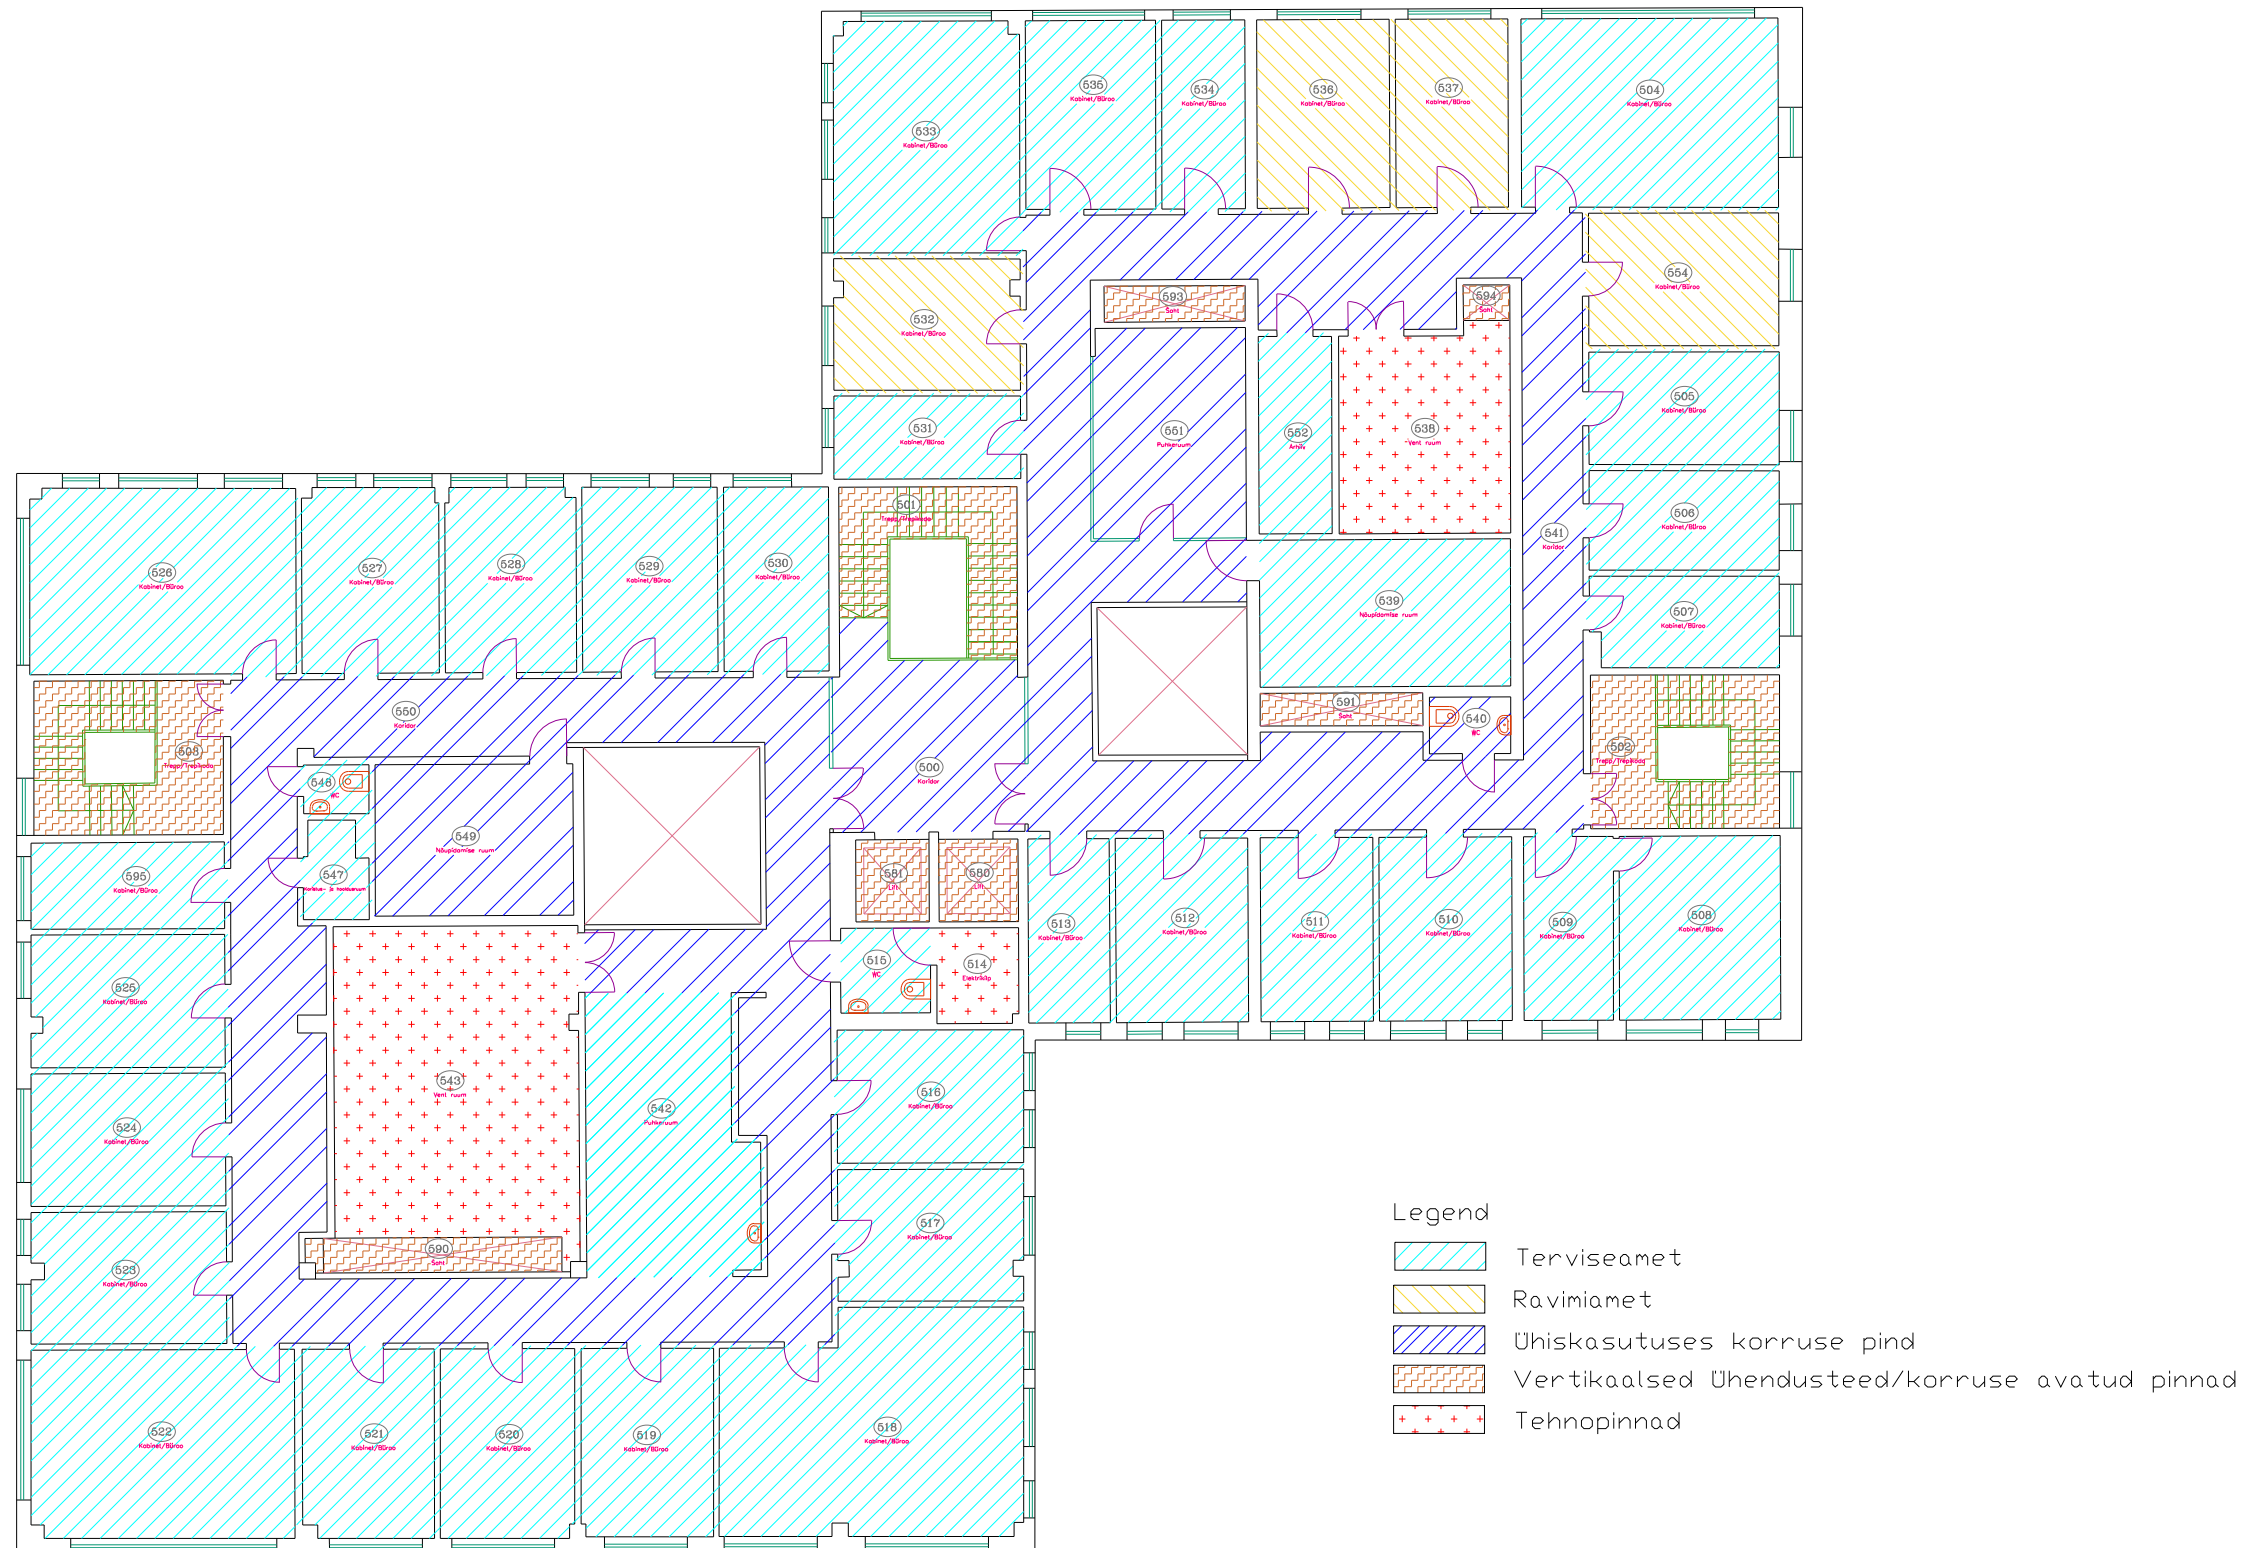 533
Kabinet/Büroo
535
Kabinet/Büroo
534
Kabinet/Büroo
536
Kabinet/Büroo
537
Kabinet/Büroo
504
Kabinet/Büroo
532
Kabinet/Büroo
531
Kabinet/Büroo
593
Saht
594
Saht
554
Kabinet/Büroo
551
Puhkeruum
552
Arhiiv
538
Vent ruum
505
Kabinet/Büroo
506
Kabinet/Büroo
541
Koridor
507
Kabinet/Büroo
539
Nõupidamise ruum
501
Trepp/Trepikoda
526
Kabinet/Büroo
527
Kabinet/Büroo
528
Kabinet/Büroo
529
Kabinet/Büroo
530
Kabinet/Büroo
591
Saht
540
WC
502
Trepp/Trepikoda
550
Koridor
503
Trepp/Trepikoda
548
WC
500
Koridor
549
Nõupidamise ruum
547
595
Kabinet/Büroo
581
Lift
580
Lift
513
Kabinet/Büroo
512
Kabinet/Büroo
511
Kabinet/Büroo
510
Kabinet/Büroo
509
Kabinet/Büroo
508
Kabinet/Büroo
515
WC
514
Elektrikilp
525
Kabinet/Büroo
543
Vent ruum
542
Puhkeruum
516
Kabinet/Büroo
524
Kabinet/Büroo
517
Kabinet/Büroo
523
Kabinet/Büroo
590
Saht
522
Kabinet/Büroo
521
Kabinet/Büroo
520
Kabinet/Büroo
519
Kabinet/Büroo
518
Kabinet/Büroo
Legend
Terviseamet
Ravimiamet
Ühiskasutuses korruse pind
Vertikaalsed Ühendusteed/korruse avatud pinnad
Tehnopinnad